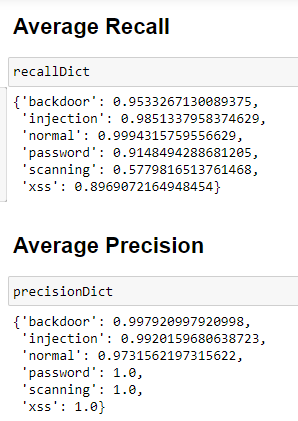 Average Recall
recallDict
{'backdoor': 0.9533267130089375,
'injection': 0.9851337958374629,
'normal': 0.9994315759556629,
'password': 0.9148494288681205,
'scanning': 0.5779816513761468,
'xss': 0.8969072164948454}
Average Precision
precisionDict
{'backdoor': 0.997920997920998,
'injection': 0.9920159680638723,
'normal': 0.9731562197315622,
'password': 1.0,
'scanning': 1.0,
'xss': 1.0}